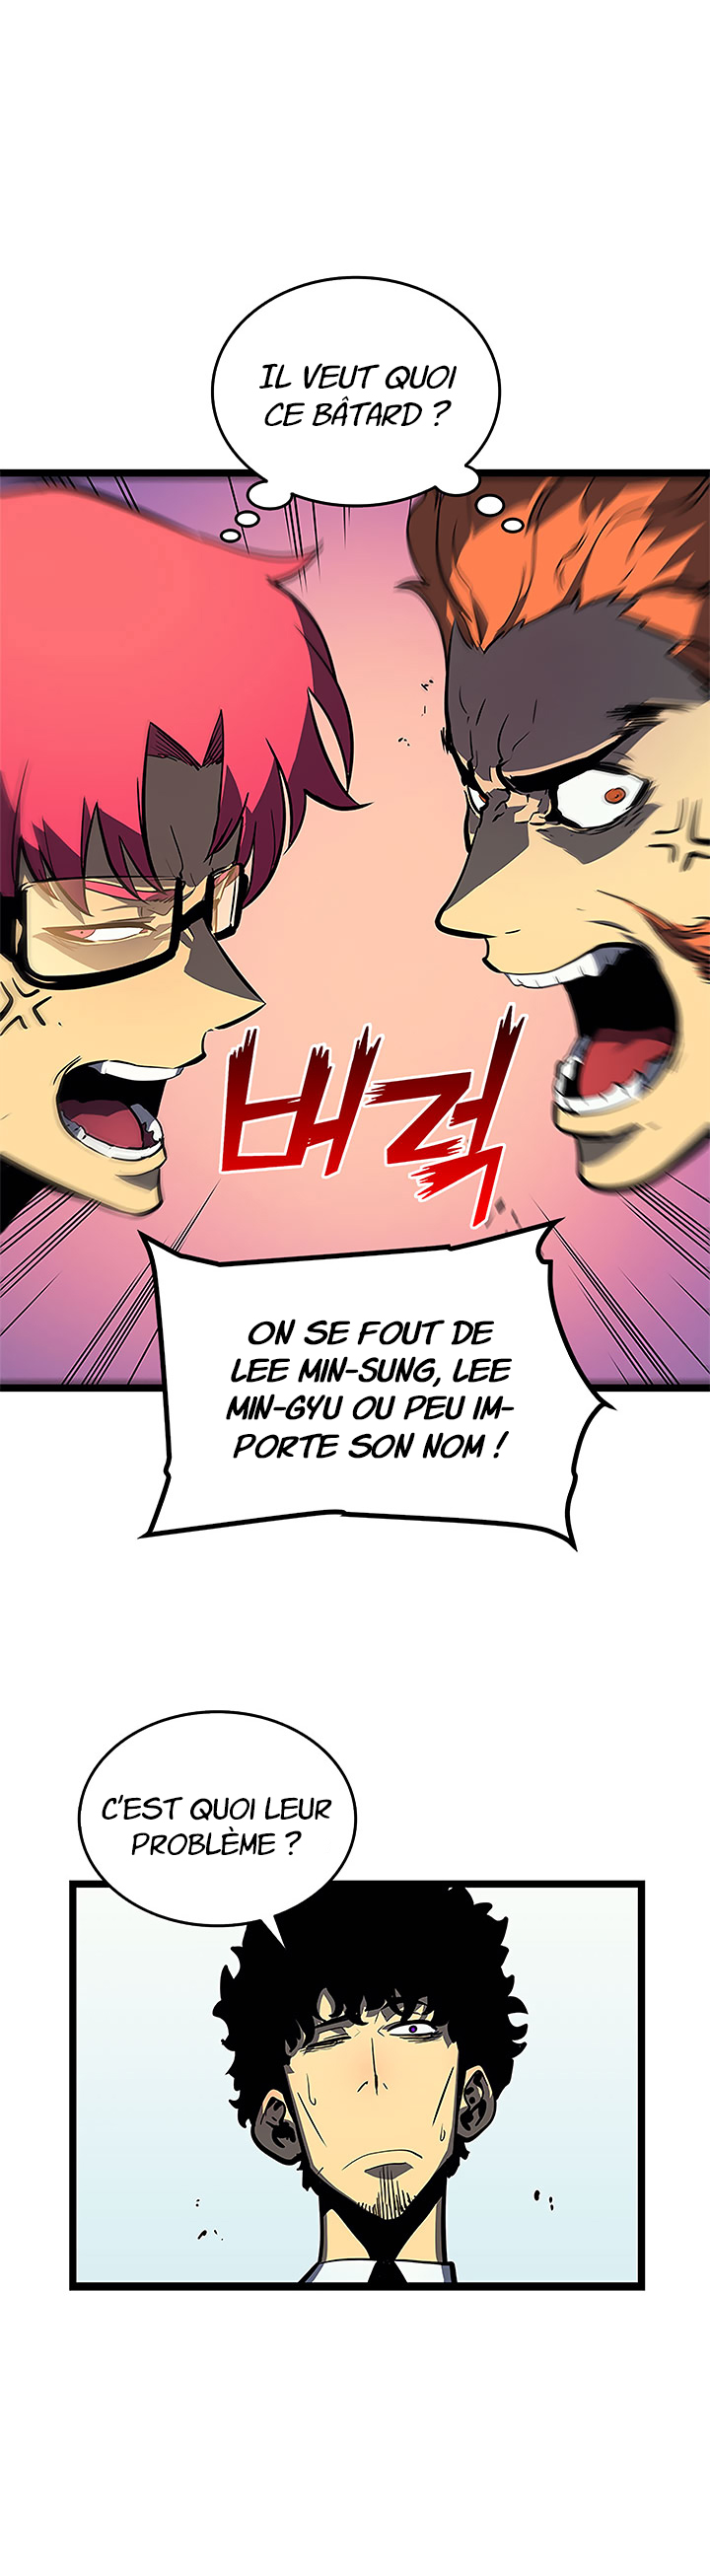 IL VEUT QUOI
CE BÂTARD ?
버럭
ON SE FOUT DE
LEE MIN-SUNG, LEE
MIN-GYU OU PEU IM-
PORTE SON NOM !
C'EST QUOI LEUR
PROBLÈME ?